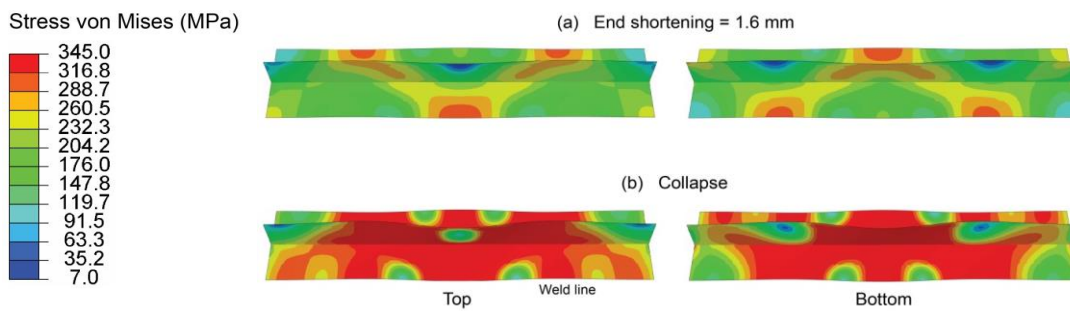 Stress von Mises (MPa)
345.0
316.8
288.7
260.5
232.3
204.2
176.0
147.8
119.7
91.5
63.3
35.2
7.0
(a) End shortening = 1.6 mm
(b) Collapse
Top
Weld line
Bottom